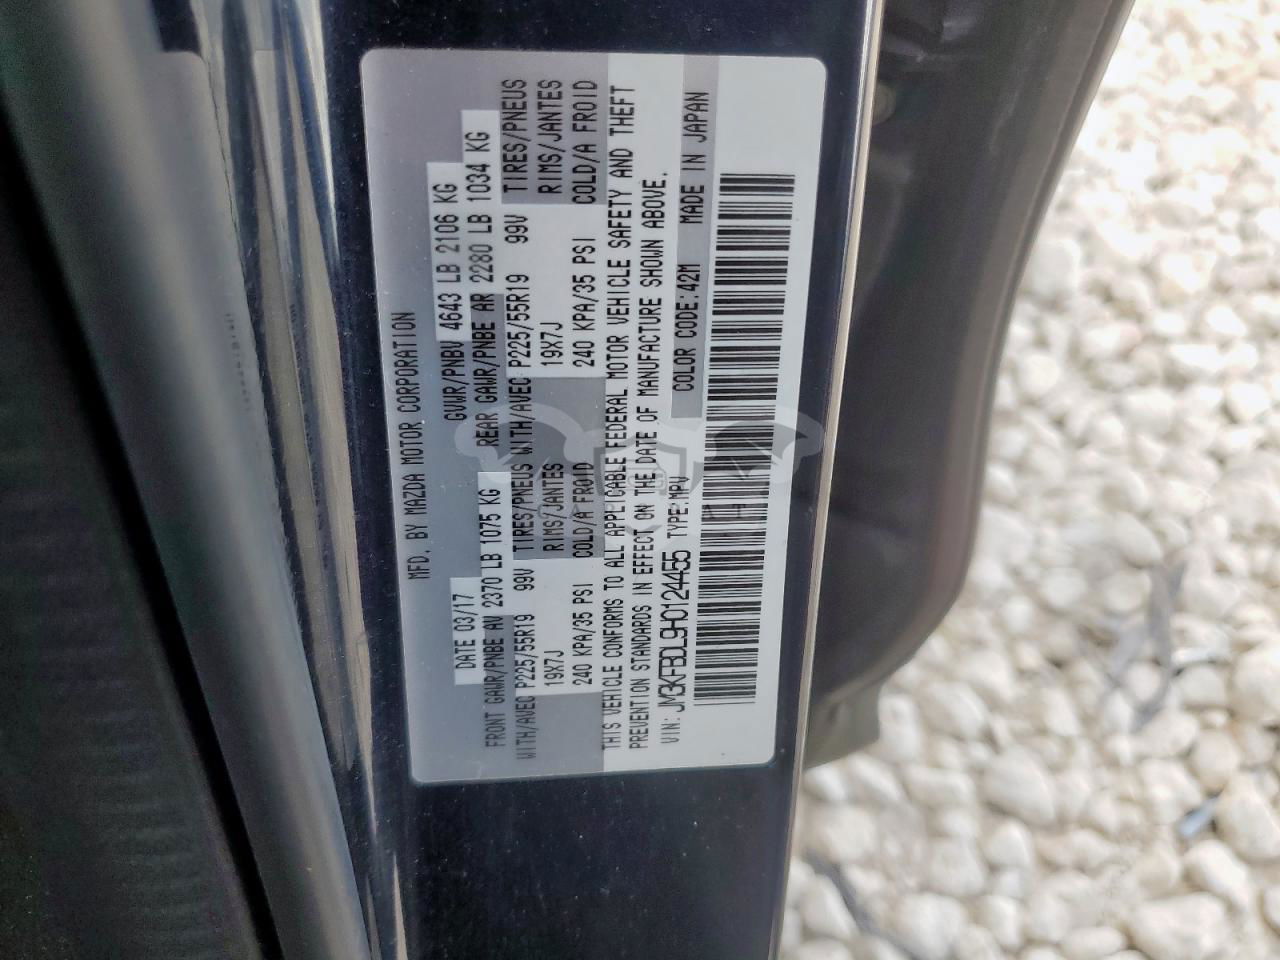 MFD. BY MAZDA MOTOR CORPORATION
DATE 03/17 GVWR/PNBV 4643 LB 2106 KG
FRONT GAWR/PNBE AV 2370 LB 1075 KG REAR GAWR/PNBE AR 2280 LB 1034 KG
WITH/AVEC P225/55R19 99V TIRES/PNEUS WITH/AVEC P225/55R19 99V TIRES/PNEUS
19X7J RIMS/JANTES 19X7J RIMS/JANTES
240 KPA/35 PSI COLD/A FROID 240 KPA/35 PSI COLD/A FROID
THIS VEHICLE CONFORMS TO ALL APPLICABLE FEDERAL MOTOR VEHICLE SAFETY AND THEFT
PREVENTION STANDARDS IN EFFECT ON THE DATE OF MANUFACTURE SHOWN ABOVE.
VIN: JM3KFBDL9H0124455 TYPE:MPV COLOR CODE:42M MADE IN JAPAN